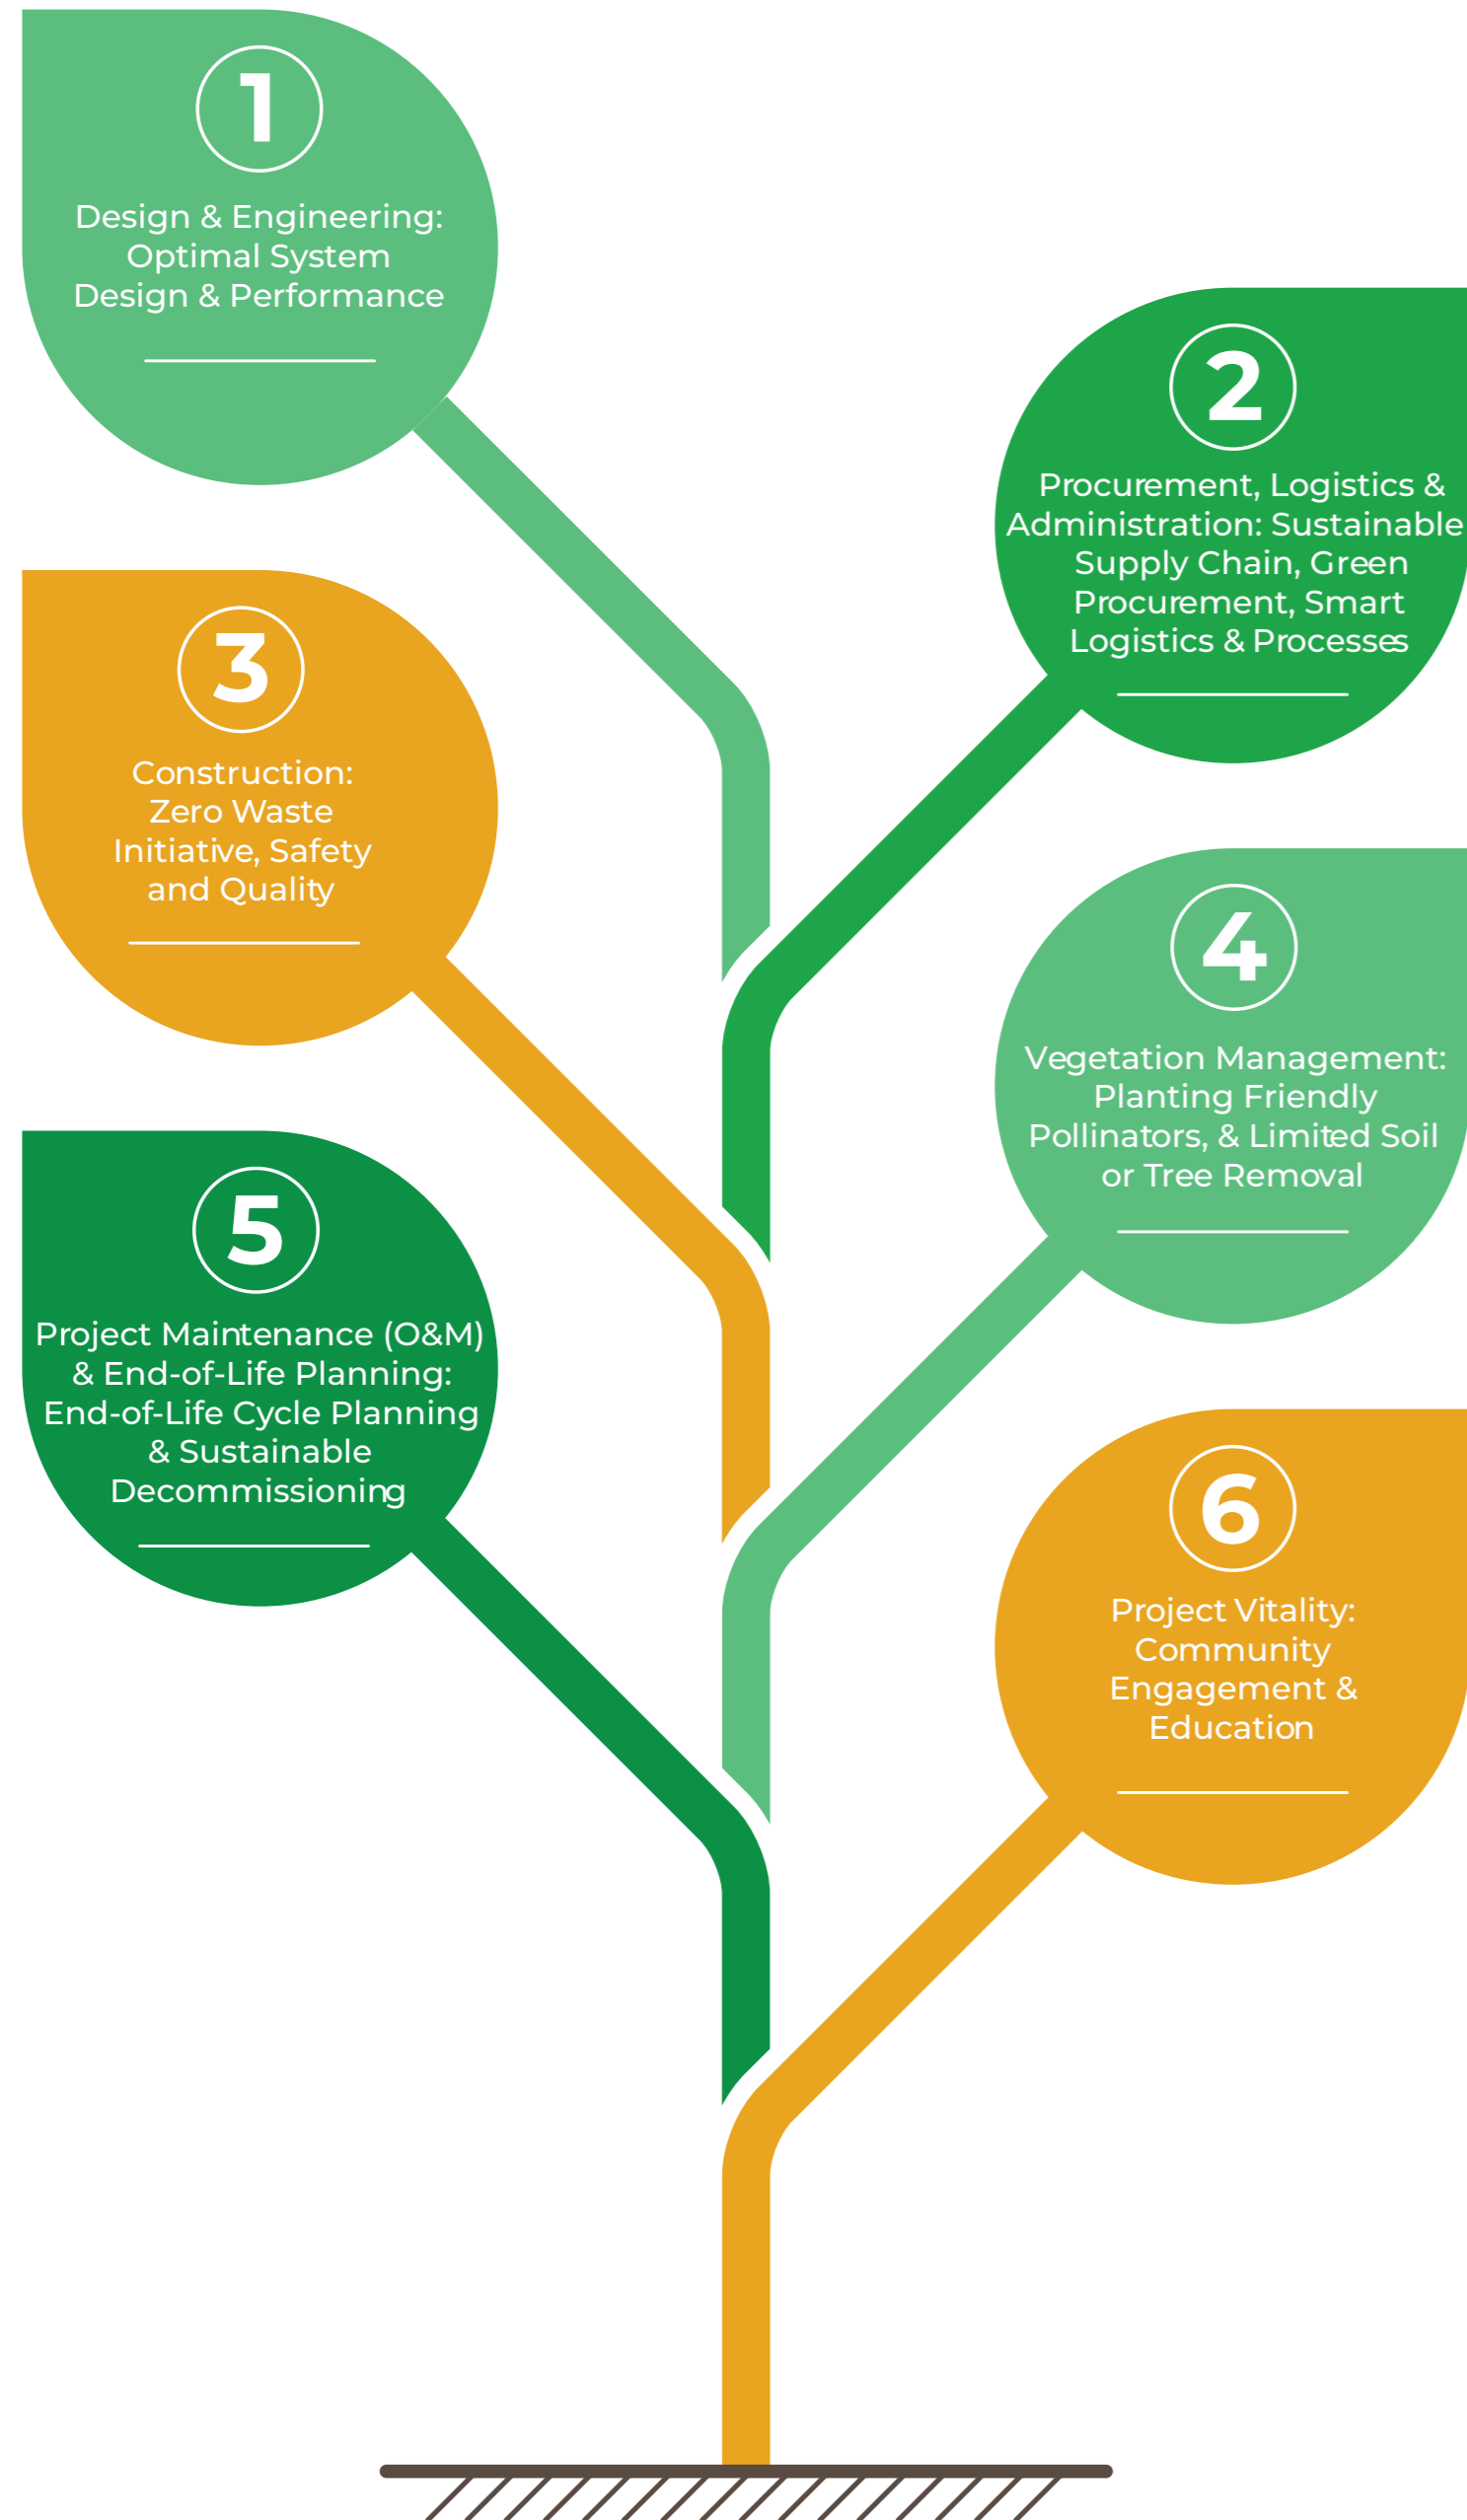 1
Design & Engineering:
Optimal System
Design & Performance
2
Procurement, Logistics &
Administration: Sustainable
Supply Chain, Green
Procurement, Smart
Logistics & Processes
3
Construction:
Zero Waste
Initiative, Safety
and Quality
4
Vegetation Management:
Planting Friendly
Pollinators, & Limited Soil
or Tree Removal
5
Project Maintenance (O&M)
& End-of-Life Planning:
End-of-Life Cycle Planning
& Sustainable
Decommissioning
6
Project Vitality:
Community
Engagement &
Education